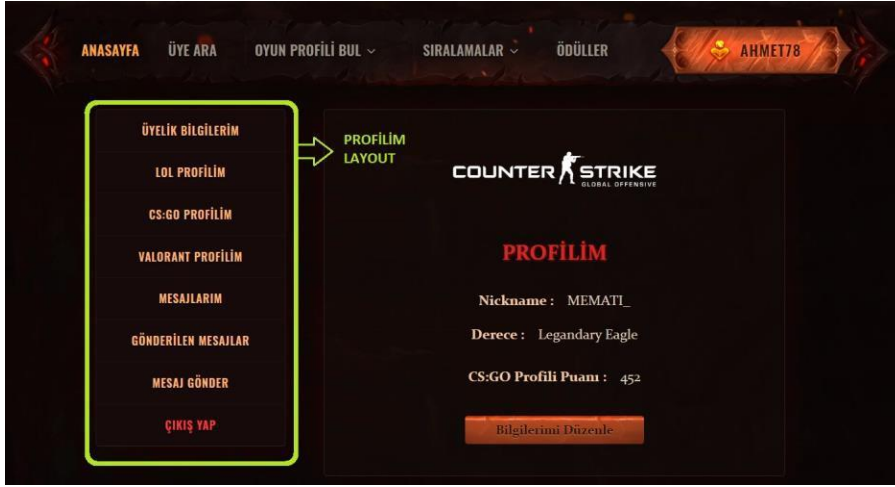 ANASAYFA ÜYE ARA OYUN PROFİLİ BUL SIRALAMALAR ÖDÜLLER AHMET78
ÜYELİK BİLGİLERİM
LOL PROFİLİM
CS:GO PROFİLİM
VALORANT PROFİLİM
MESAJLARIM
GÖNDERİLEN MESAJLAR
MESAJ GÖNDER
ÇIKIŞ YAP
PROFİLİM
LAYOUT
COUNTER STRIKE
GLOBAL OFFENSIVE
PROFİLİM
Nickname : MEMATI_
Derece : Legandary Eagle
CS:GO Profili Puanı : 452
Bilgilerimi Düzenle